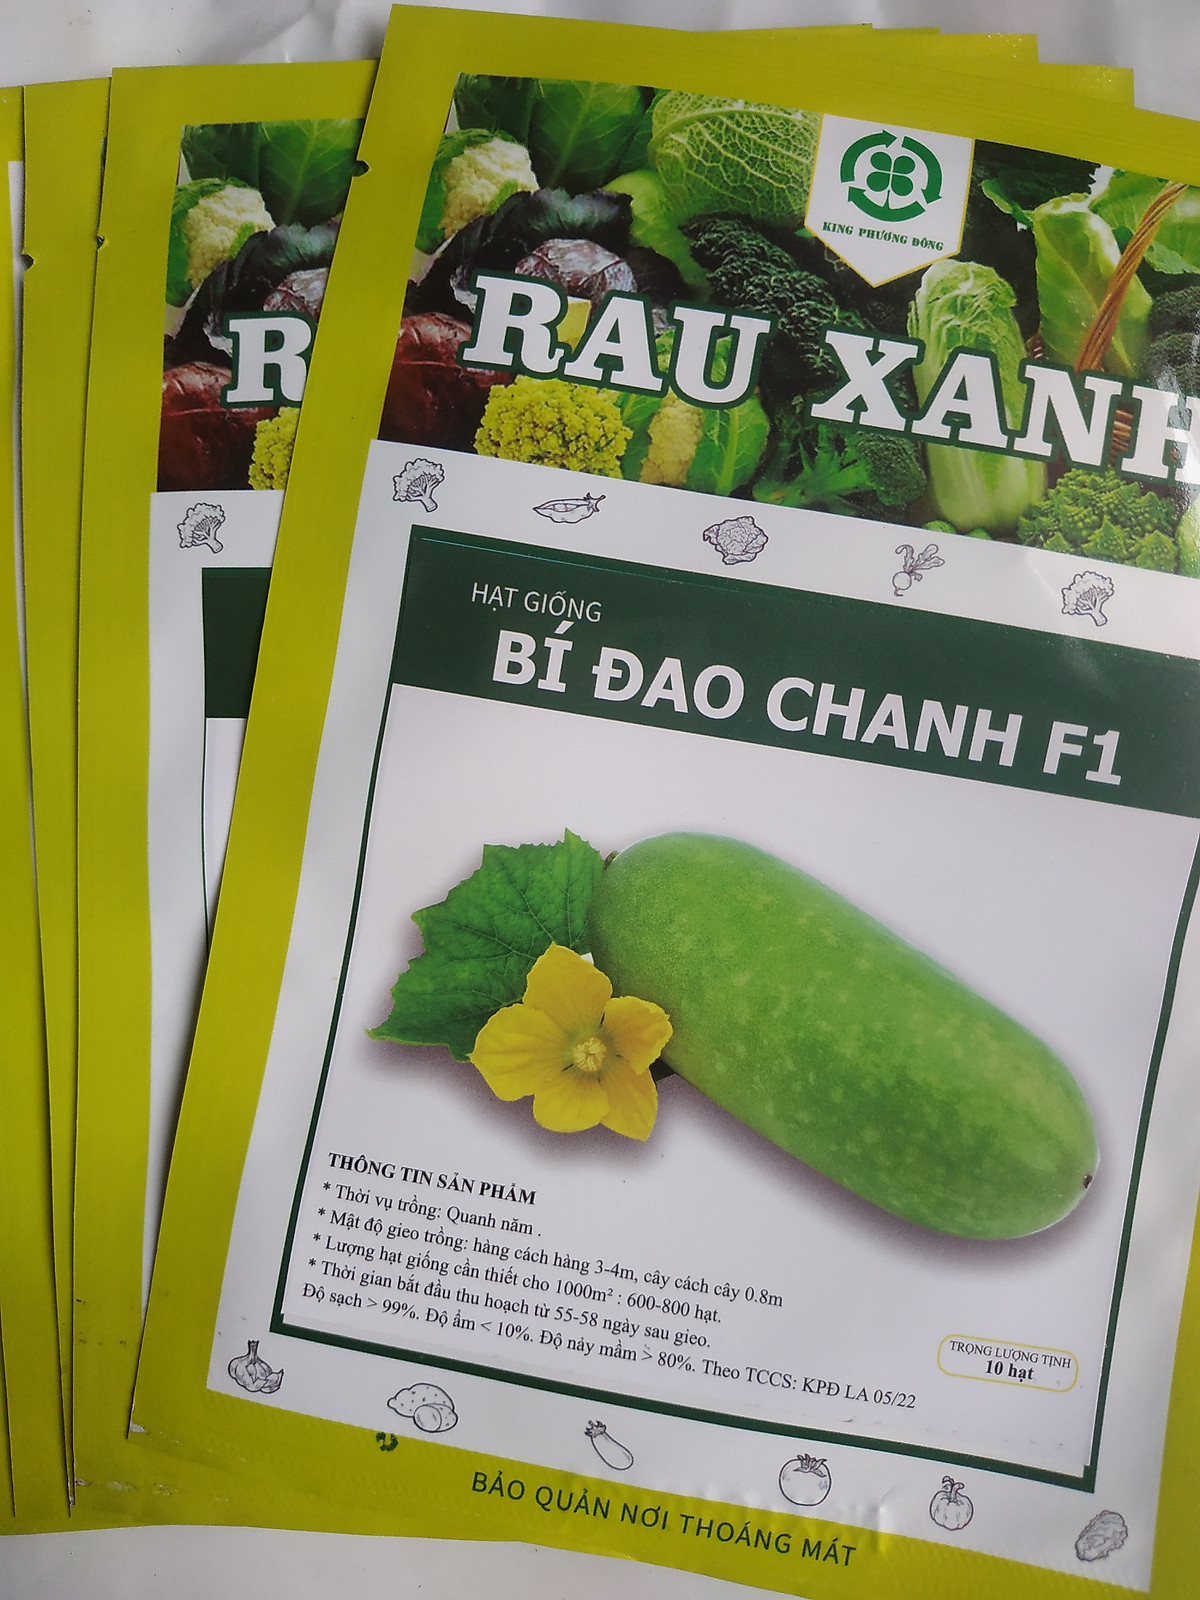 KING PHƯƠNG ĐÔNG
RAU XANH
R
HẠT GIỐNG
BÍ ĐAO CHANH F1
THÔNG TIN SẢN PHẨM
* Thời vụ trồng: Quanh năm .
* Mật độ gieo trồng: hàng cách hàng 3-4m, cây cách cây 0.8m
* Lượng hạt giống cần thiết cho 1000m² : 600-800 hạt.
* Thời gian bắt đầu thu hoạch từ 55-58 ngày sau gieo.
Độ sạch > 99%. Độ ẩm < 10%. Độ nảy mầm > 80%. Theo TCCS: KPĐ LA 05/22
TRỌNG LƯỢNG TỊNH
10 hạt
BẢO QUẢN NƠI THOÁNG MÁT